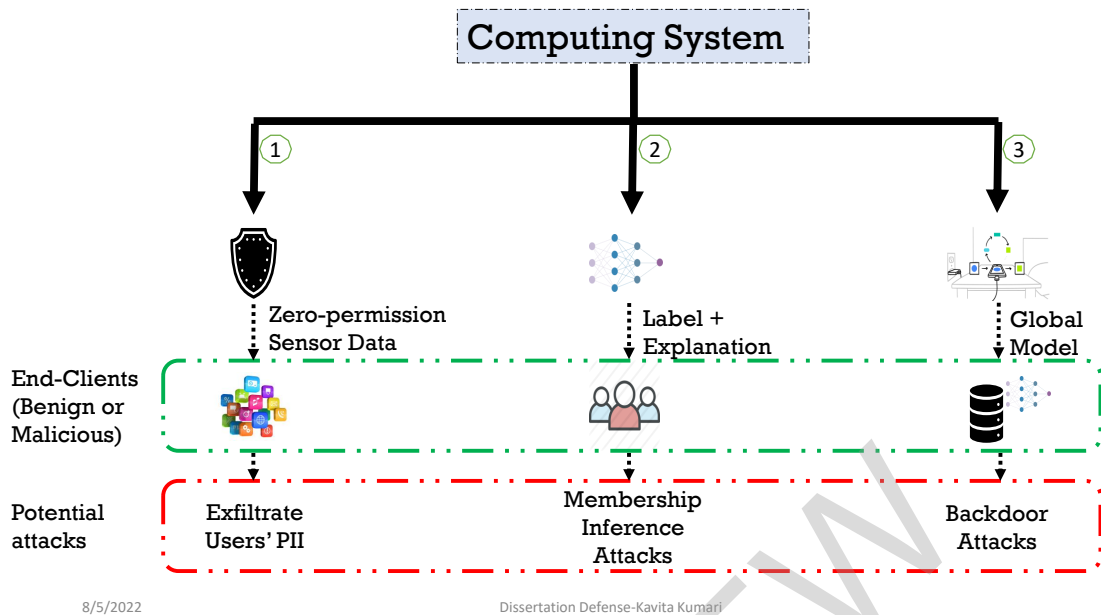 Computing System
1
2
3
Zero-permission
Sensor Data
Label +
Explanation
Global
Model
End-Clients
(Benign or
Malicious)
Potential
attacks
Exfiltrate
Users' PII
Membership
Inference
Attacks
Backdoor
Attacks
8/5/2022
Dissertation Defense-Kavita Kumari